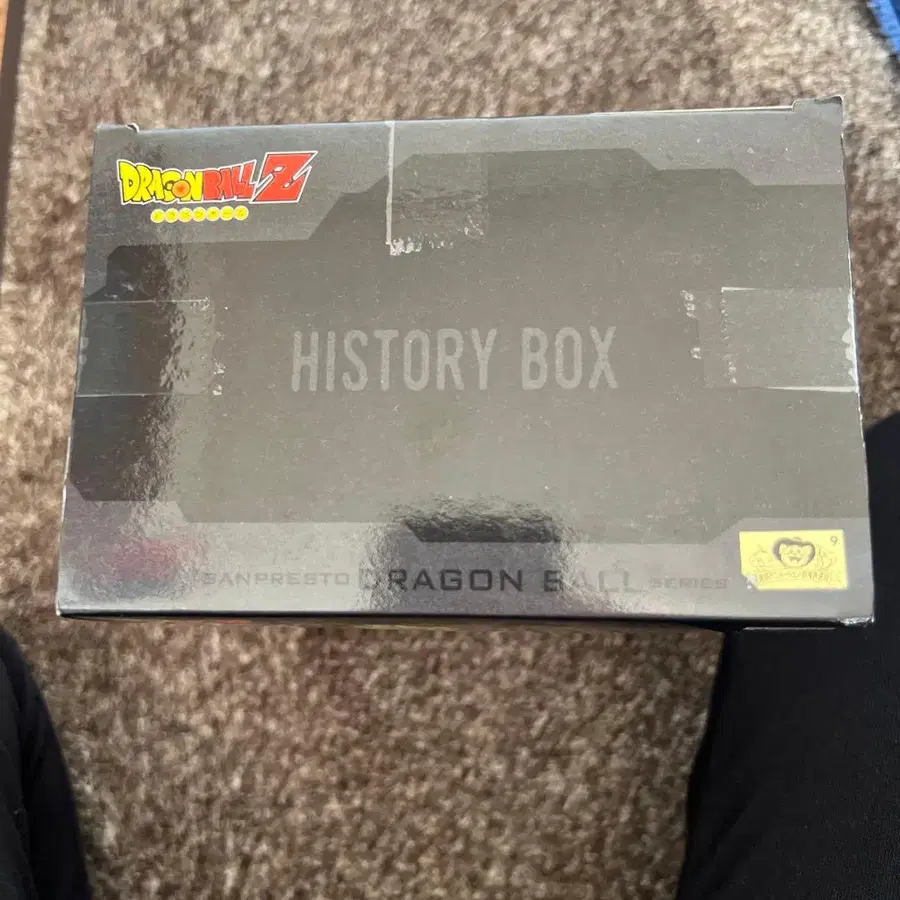 DRAGON BALL Z
HISTORY BOX
BANPRESTO DRAGON BALL SERIES
9